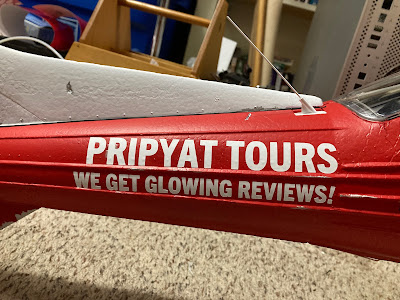 PRIPYAT TOURS
WE GET GLOWING REVIEWS!